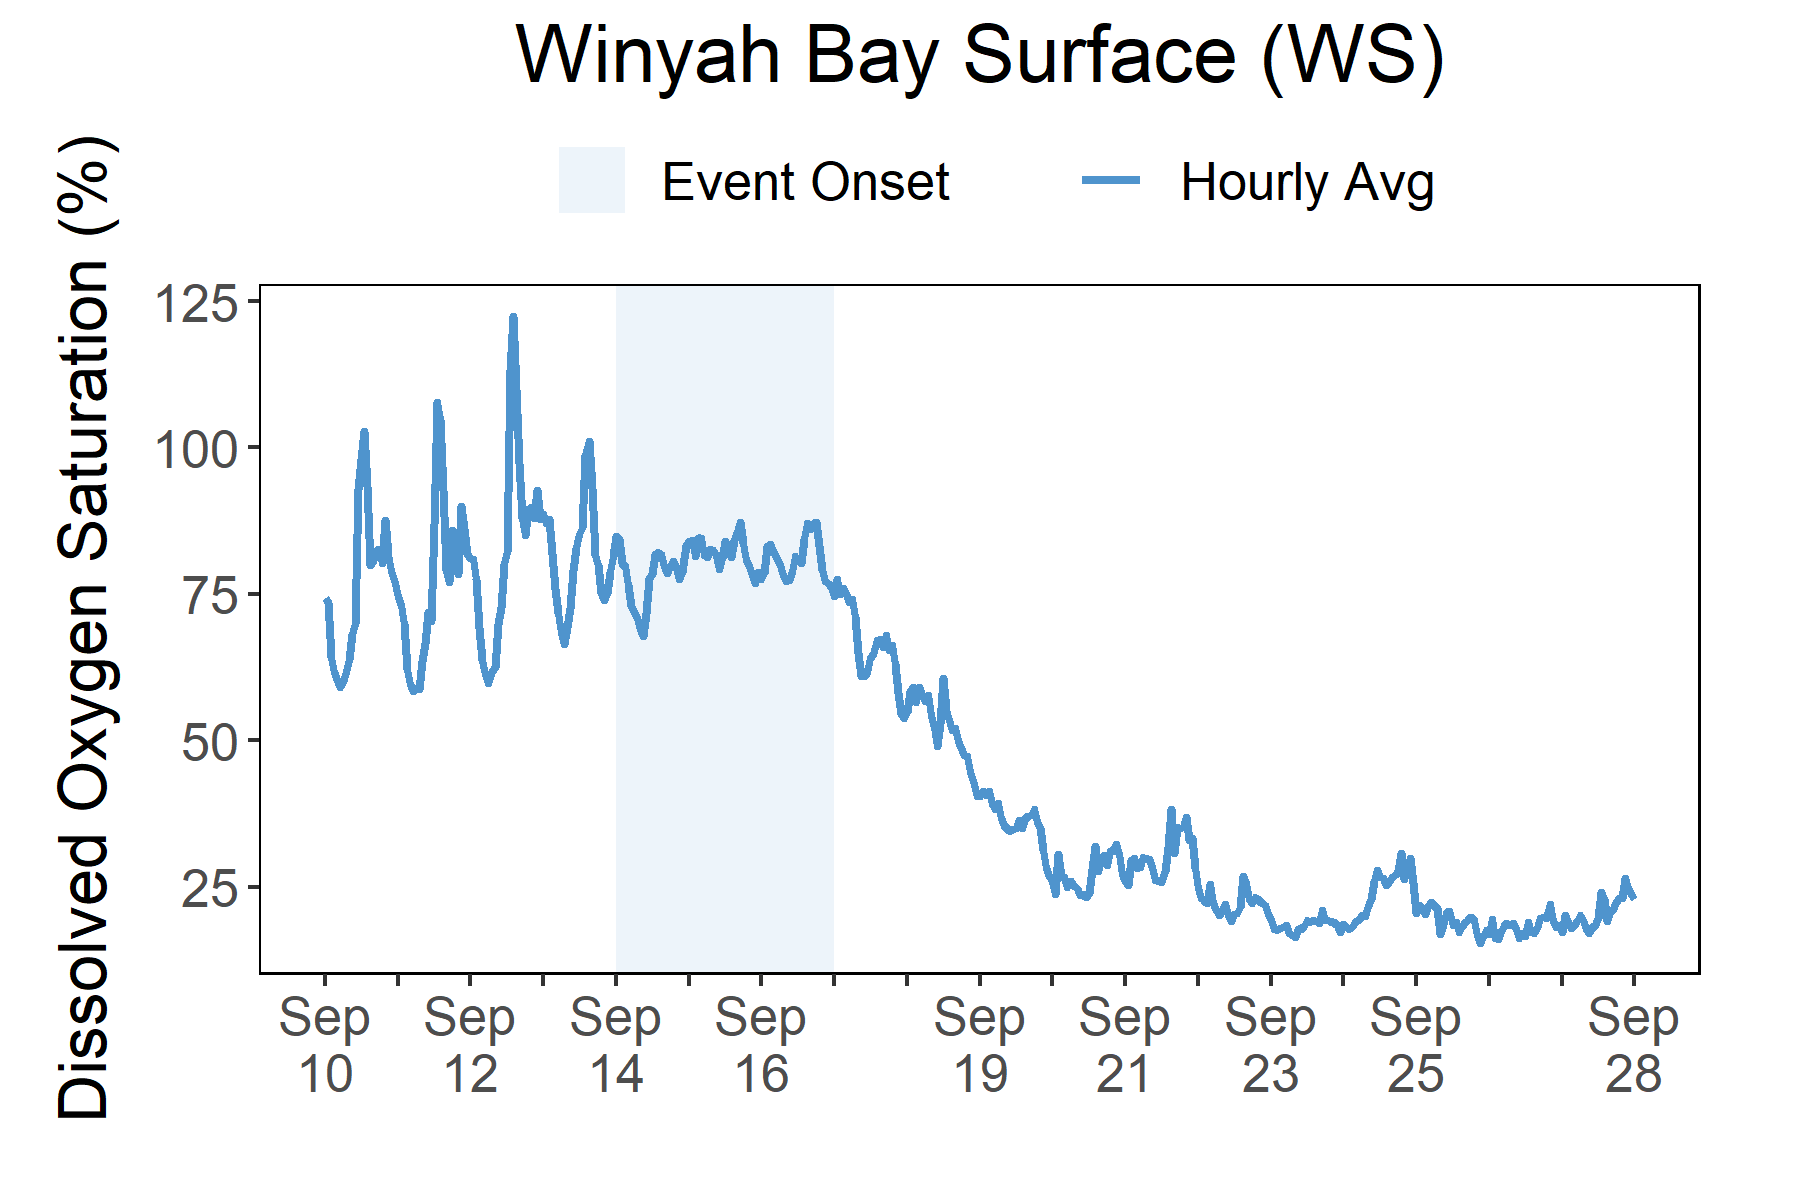 Winyah Bay Surface (WS)
Event Onset
Hourly Avg
Dissolved Oxygen Saturation (%)
125
100
75
50
25
Sep
10
Sep
12
Sep
14
Sep
16
Sep
19
Sep
21
Sep
23
Sep
25
Sep
28